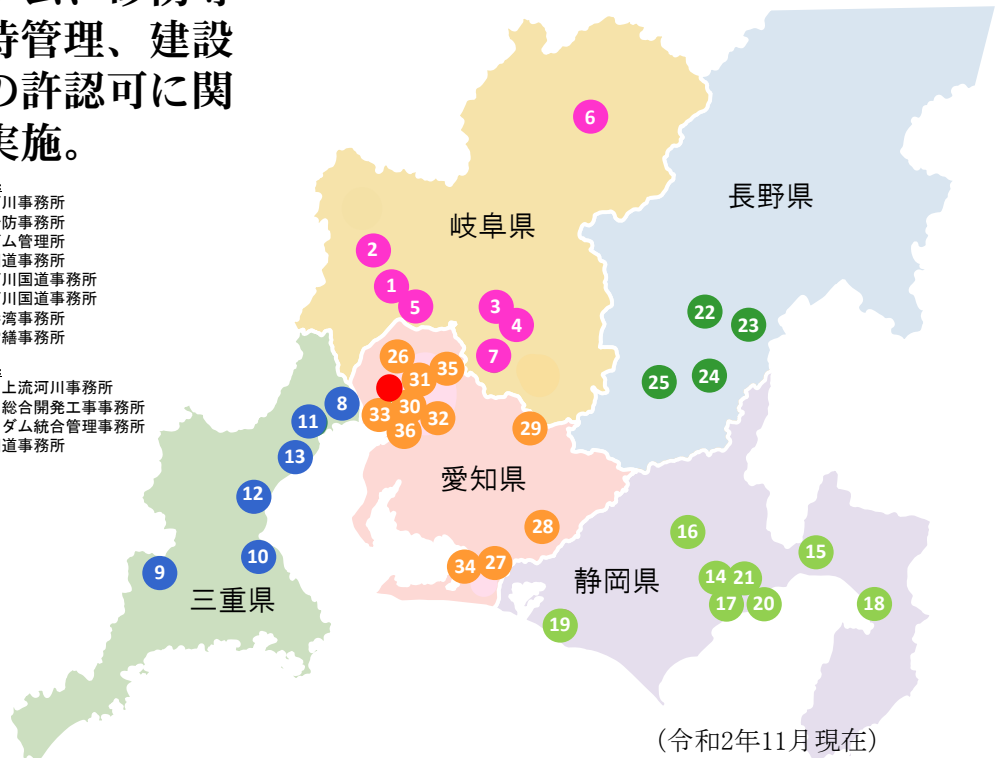 持管理、建設
の許認可に関
実施。
川事務所
防事務所
ム管理所
道事務所
川国道事務所
川国道事務所
湾事務所
繕事務所
上流河川事務所
総合開発工事事務所
ダム統合管理事務所
道事務所
6
長野県
岐阜県
2
1
5
3
4
7
22
23
24
25
26
35
31
8
33
30
32
36
11
29
13
愛知県
12
28
16
10
9
34
27
15
静岡県
14
21
三重県
17
20
18
19
（令和2年11月現在）